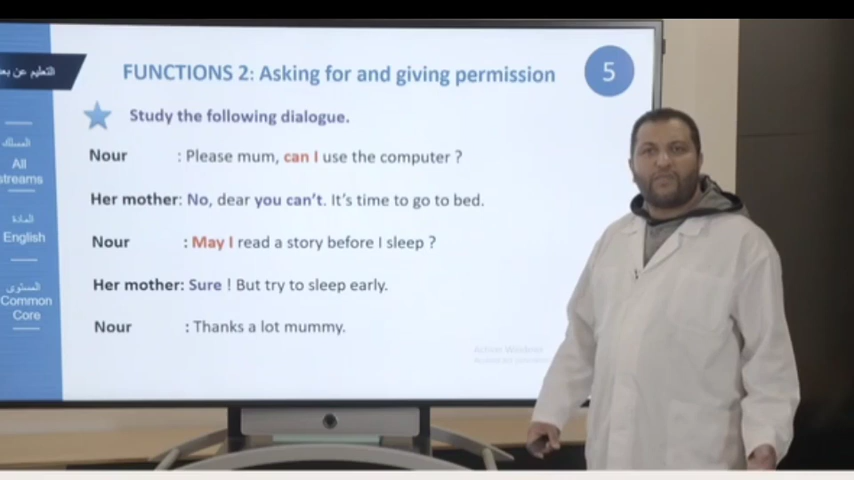 FUNCTIONS 2: Asking for and giving permission
5
التعليم عن بعد
Study the following dialogue.
Nour : Please mum, can I use the computer ?
Her mother: No, dear you can't. It's time to go to bed.
Nour : May I read a story before I sleep ?
Her mother: Sure ! But try to sleep early.
Nour : Thanks a lot mummy.
المسلك
All
streams
المادة
English
المستوى
Common
Core